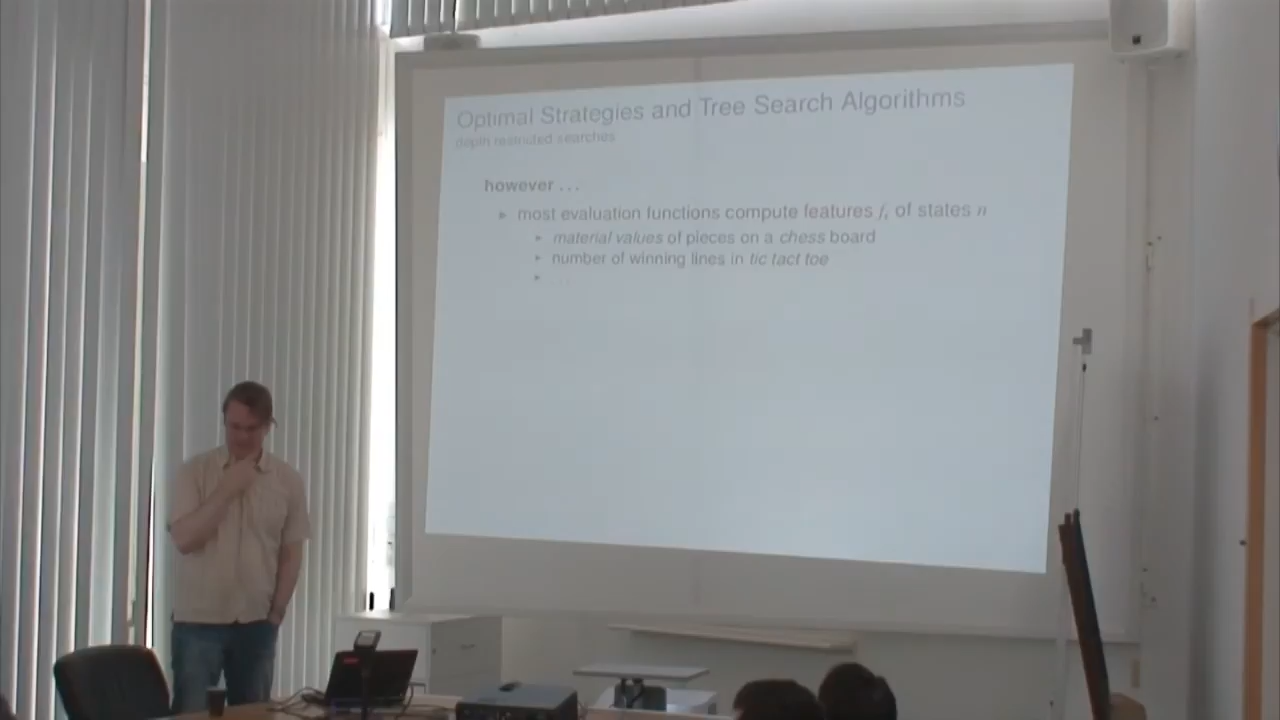 Optimal Strategies and Tree Search Algorithms
depth restricted searches
however ...
▸ most evaluation functions compute features fᵢ of states n
▸ material values of pieces on a chess board
▸ number of winning lines in tic tact toe
▸ ...